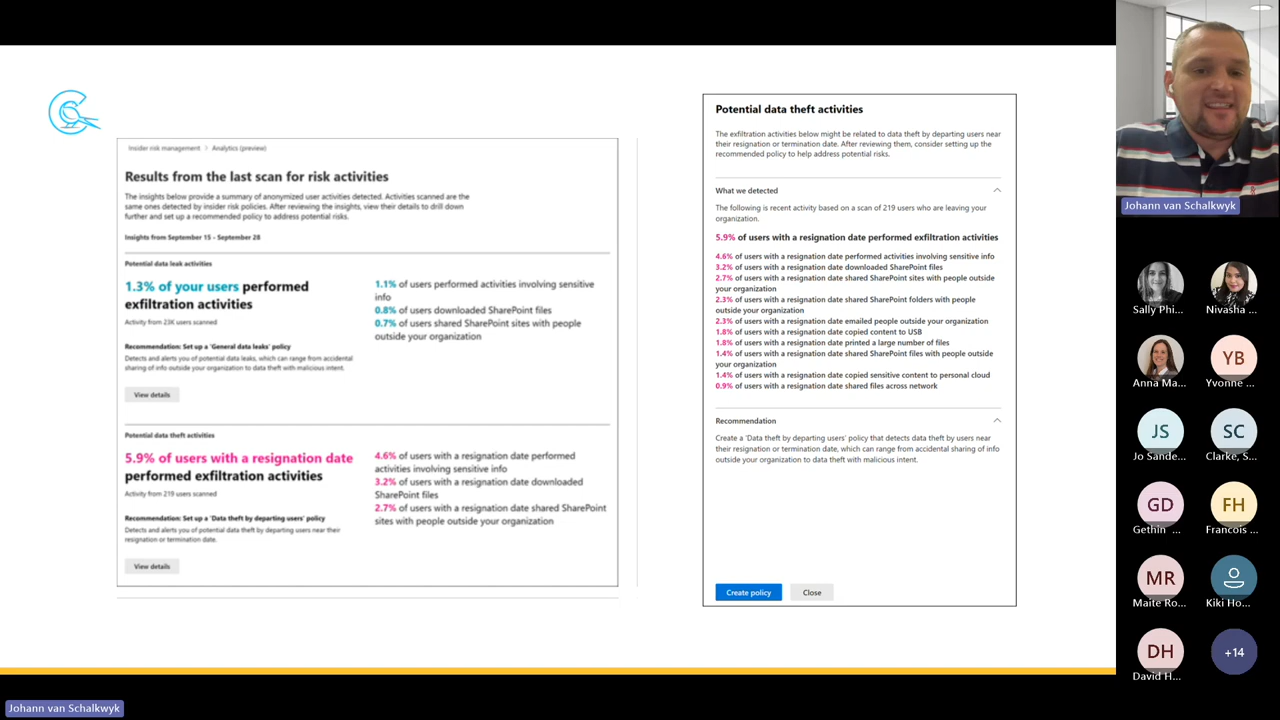 Insider risk management > Analytics (preview)
Results from the last scan for risk activities
The insights below provide a summary of anonymized user activities detected. Activities scanned are the
same ones detected by insider risk policies. After reviewing the insights, view their details to drill down
further and set up a recommended policy to address potential risks.
Insights from September 15 - September 28
Potential data leak activities
1.3% of your users performed
exfiltration activities
Activity from 23K users scanned
Recommendation: Set up a 'General data leaks' policy
Detects and alerts you of potential data leaks, which can range from accidental
sharing of info outside your organization to data theft with malicious intent.
View details
1.1% of users performed activities involving sensitive
info
0.8% of users downloaded SharePoint files
0.7% of users shared SharePoint sites with people
outside your organization
Potential data theft activities
5.9% of users with a resignation date
performed exfiltration activities
Activity from 219 users scanned
Recommendation: Set up a 'Data theft by departing users' policy
Detects and alerts you of potential data theft by departing users near their
resignation or termination date.
View details
4.6% of users with a resignation date performed
activities involving sensitive info
3.2% of users with a resignation date downloaded
SharePoint files
2.7% of users with a resignation date shared SharePoint
sites with people outside your organization
Potential data theft activities
The exfiltration activities below might be related to data theft by departing users near
their resignation or termination date. After reviewing them, consider setting up the
recommended policy to help address potential risks.
What we detected
The following is recent activity based on a scan of 219 users who are leaving your
organization.
5.9% of users with a resignation date performed exfiltration activities
4.6% of users with a resignation date performed activities involving sensitive info
3.2% of users with a resignation date downloaded SharePoint files
2.7% of users with a resignation date shared SharePoint sites with people outside
your organization
2.3% of users with a resignation date shared SharePoint folders with people
outside your organization
2.3% of users with a resignation date emailed people outside your organization
1.8% of users with a resignation date copied content to USB
1.8% of users with a resignation date printed a large number of files
1.4% of users with a resignation date shared SharePoint files with people outside
your organization
1.4% of users with a resignation date copied sensitive content to personal cloud
0.9% of users with a resignation date shared files across network
Recommendation
Create a 'Data theft by departing users' policy that detects data theft by users near
their resignation or termination date, which can range from accidental sharing of info
outside your organization to data theft with malicious intent.
Create policy
Close
Johann van Schalkwyk
Sally Phi...
Nivasha ...
Anna Ma...
YB
Yvonne ...
JS
Jo Sande...
SC
Clarke, S...
GD
Gethin ...
FH
Francois ...
MR
Maite Ro...
Kiki Ho...
DH
David H...
+14
Johann van Schalkwyk